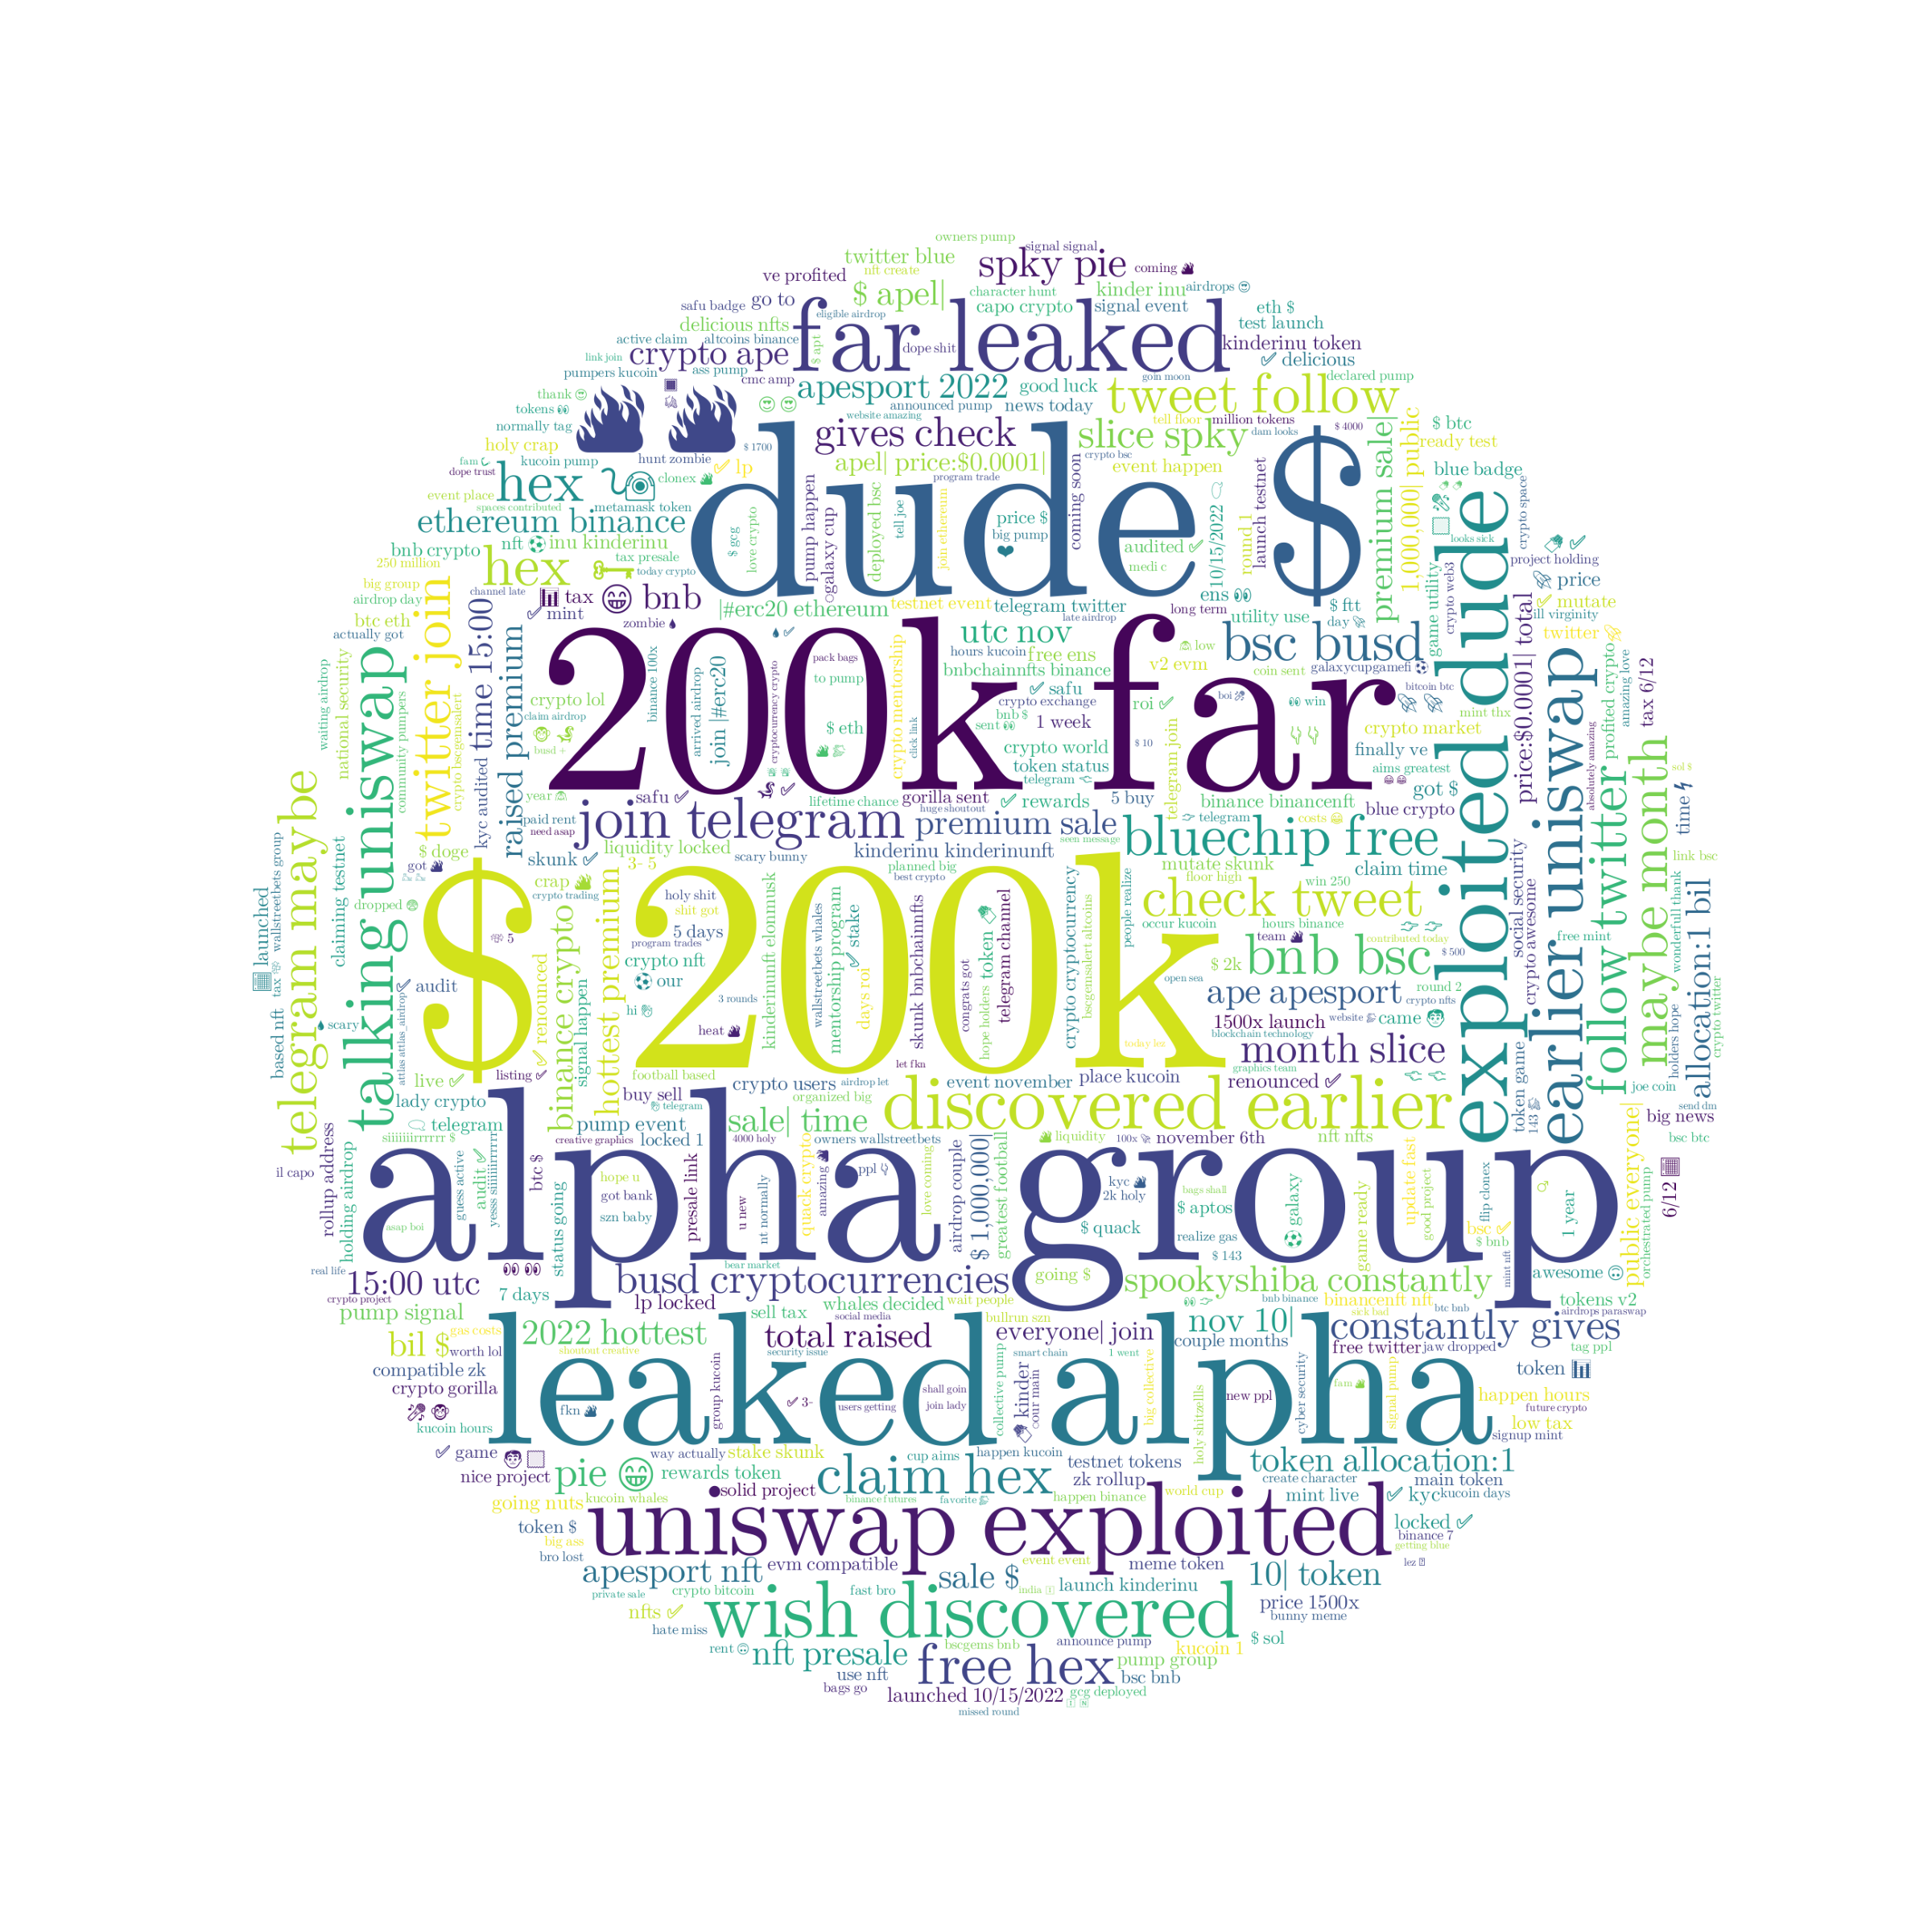 owners pump
signal signal
twitter blue
spky pie
coming
ve profited
nft create
$ apel|
character hunt
kinder inu
airdrops
safu badge
go to
far leaked
capo crypto
signal event
eth $
delicious nfts
eligible airdrop
test launch
active claim
altcoins binance
$ apt
dope shit
kinderinu token
link join
crypto ape
✅ delicious
pumpers kucoin
ass pump
cmc amp
apesport 2022
good luck
goin moon
tweet follow
declared pump
thank
tokens 👀
announced pump
news today
normally tag
website amazing
tell floor
million tokens
$ 1700
dam looks
$ 4000
$ btc
holy crap
gives check
slice spky
premium sale|
1,000,000| public
ready test
kucoin pump
hunt zombie
✅ lp
apel| price:$0.0001|
event happen
crypto bsc
blue badge
fam
dope trust
hex
clonex
dude $
program trade
event place
metamask token
spaces contributed
ethereum binance
nft ⚽
inu kinderinu
tax presale
today crypto
$ gcg
love crypto
pump happen
galaxy cup
deployed bsc
tell joe
join ethereum
price $
big pump
❤
coming soon
audited ✅
medi c
10/15/2022
round 1
launch testnet
looks sick
crypto space
bnb crypto
250 million
big group
airdrop day
btc eth
actually got
channel late
hex 🗝
tax 😁 bnb
✅ mint
zombie
|#erc20 ethereum
testnet event
telegram twitter
ens 👀
long term
late airdrop
utility use
$ ftt
day 🚀
game utility
crypto web3
project holding
🚀 price
✅ mutate
ill virginity
twitter 🚀
200k far
pack bags
to pump
$ eth
utc nov
hours kucoin
free ens
bnbchainnfts binance
v2 evm
low
coin sent
galaxycupgamefi ⚽
bitcoin btc
mint thx
crypto lol
claim airdrop
busd +
binance 100x
arrived airdrop
join |#erc20
cryptocurrency crypto
click link
crypto mentorship
✅ safu
crypto exchange
bnb $
sent 👀
1 week
crypto world
token status
telegram
$ 10
roi ✅
telegram join
👀 win
bsc busd
crypto market
finally ve
aims greatest
profited crypto
amazing love
tax 6/12
price:$0.0001| total
absolutely amazing
sol $
time ⚡
waiting airdrop
national security
community pumpers
twitter join
crypto bscgemsalert
kyc audited time 15:00
raised premium
year
paid rent
need asap
safu ✅
lifetime chance
huge shoutout
gorilla sent
✅ rewards
5 buy
binance binancenft
blue crypto
got $
join telegram
premium sale
seen message
telegram
costs
bluechip free
exploited dude
earlier uniswap
follow twitter
maybe month
telegram maybe
talking uniswap
$ doge
got
dropped
skunk ✅
liquidity locked
3- 5
scary bunny
kinderinu kinderinunft
planned big
best crypto
mutate skunk
floor high
win 250
claim time
link bsc
crap
crypto trading
holy shit
shit got
5 days
program trades
$ 200k
people realize
check tweet
occur kucoin
hours binance
team
contributed today
$ 500
social security
crypto awesome
free mint
wonderfull thank
allocation:1 bil
launched
tax
wallstreetbets group
claiming testnet
based nft
scary
attlas attlas_airdrop
✅ audit
✅ renounced
binance crypto
signal happen
hottest premium
5
crypto nft
⚽ our
hi
3 rounds
heat
kinderinunft elonmusk
wallstreetbets whales
mentorship program
✅ stake
days roi
skunk bnbchainnfts
congrats got
hope holders
token
telegram channel
crypto cryptocurrency
bscgemsalert altcoins
$ 2k
bnb bsc
open sea
ape apesport
crypto nfts
round 2
1500x launch
website
came
blockchain technology
today lez
month slice
graphics team
holders hope
crypto twitter
live ✅
listing ✅
football based
let fkn
crypto users
airdrop let
event november
place kucoin
renounced ✅
joe coin
send dm
lady crypto
buy sell
telegram
organized big
discovered earlier
token game
143
big news
bsc btc
telegram
pump event
sale| time
siiiiiirrrrrr $
creative graphics
locked 1
4000 holy
owners wallstreetbets
liquidity
100x
november 6th
nft nfts
public everyone|
il capo
rollup address
holding airdrop
guess active
audit ✅
yesss siiiiiirrrrrr
asap boi
btc $
status going
alpha group
hope u
got bank
szn baby
presale link
u new
nt normally
quack crypto
amazing
ppl
love coming
airdrop couple
$ 1,000,000|
greatest football
kyc
2k holy
bags shall
$ aptos
$ quack
realize gas
$ 143
⚽ galaxy
game ready
update fast
good project
bsc ✅
$ bnb
mint nft
flip clonex
1 year
orchestrated pump
6/12
real life
15:00 utc
👀 👀
crypto project
7 days
bear market
busd cryptocurrencies
going $
spookyshiba constantly
awesome
pump signal
lp locked
sell tax
social media
whales decided
wait people
bullrun szn
👀
bnb binance
binancenft nft
sick bad
btc bnb
airdrops paraswap
tokens v2
bil $
gas costs
worth lol
2022 hottest
shoutout creative
total raised
security issue
everyone| join
smart chain
nov 10|
couple months
1 went
constantly gives
free twitter
jaw dropped
tag ppl
compatible zk
leaked alpha
token
crypto gorilla
fkn
group kucoin
✅ 3-
users getting
shall goin
join lady
collective pump
kinder
our main
big collective
holy shitzellls
new ppl
cyber security
fam
signal pump
happen hours
future crypto
low tax
signup mint
kucoin hours
✅ game
way actually
stake skunk
cup aims
happen kucoin
testnet tokens
token allocation:1
nice project
pie 😁
rewards token
claim hex
zk rollup
create character
main token
solid project
kucoin whales
binance futures
favorite
happen binance
world cup
mint live
✅ kyc
kucoin days
going nuts
token $
big ass
bro lost
uniswap exploited
locked ✅
binance 7
getting blue
lez
apesport nft
evm compatible
event event
meme token
private sale
crypto bitcoin
fast bro
sale $
india
launch kinderinu
10| token
nfts ✅
wish discovered
price 1500x
bunny meme
hate miss
rent
nft presale
bscgems bnb
announce pump
kucoin 1
$ sol
use nft
free hex
pump group
bsc bnb
bags go
launched 10/15/2022
gcg deployed
missed round